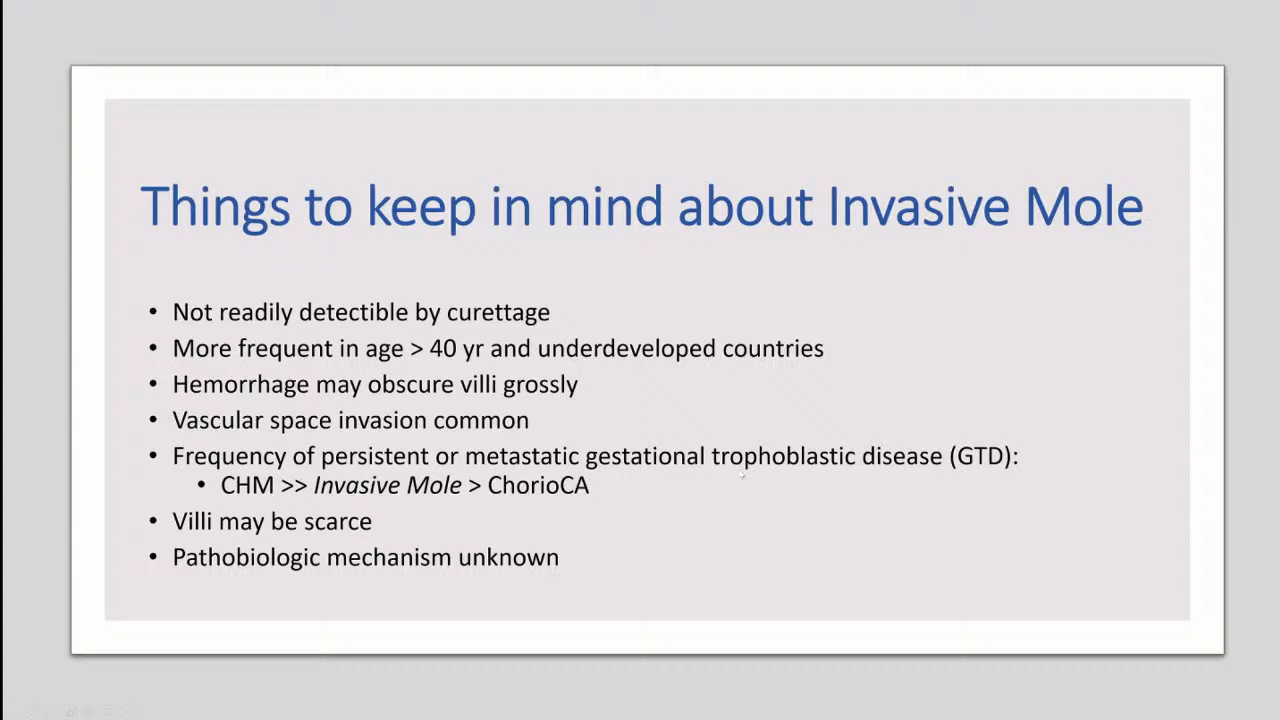 Things to keep in mind about Invasive Mole
• Not readily detectible by curettage
• More frequent in age > 40 yr and underdeveloped countries
• Hemorrhage may obscure villi grossly
• Vascular space invasion common
• Frequency of persistent or metastatic gestational trophoblastic disease (GTD):
• CHM >> Invasive Mole > ChorioCA
• Villi may be scarce
• Pathobiologic mechanism unknown